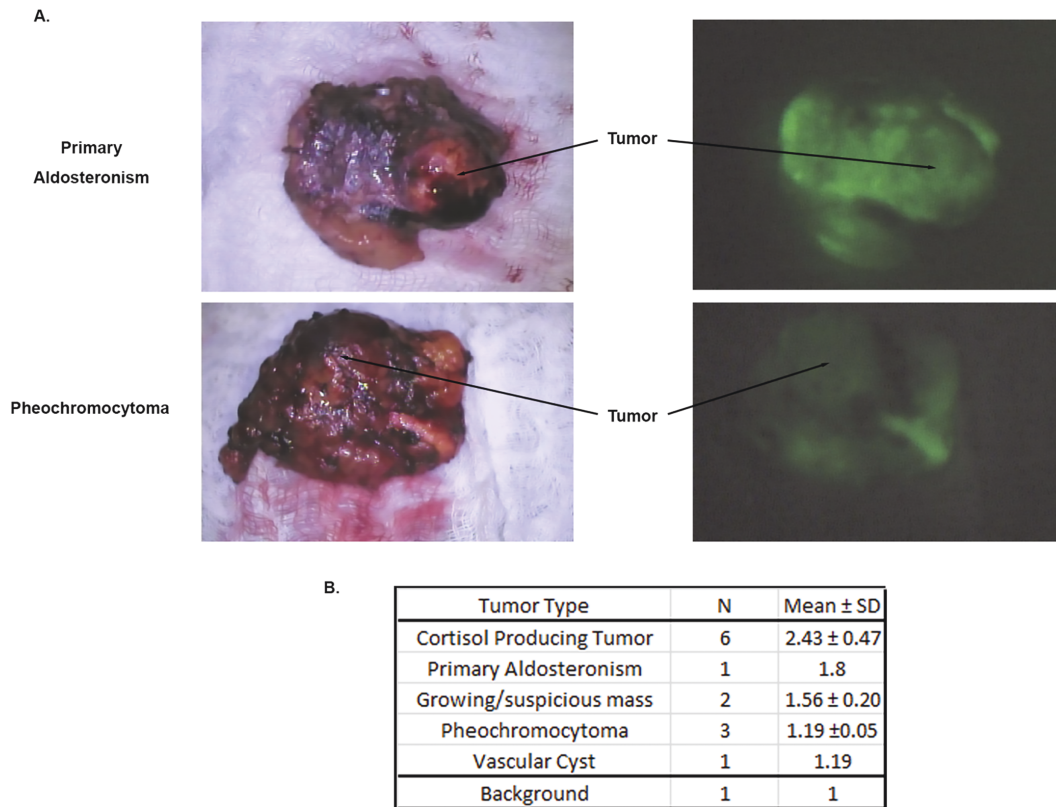 A.
Primary
Aldosteronism
Tumor
Pheochromocytoma
Tumor
B.
Tumor Type N Mean ± SD
Cortisol Producing Tumor 6 2.43 ± 0.47
Primary Aldosteronism 1 1.8
Growing/suspicious mass 2 1.56 ± 0.20
Pheochromocytoma 3 1.19 ±0.05
Vascular Cyst 1 1.19
Background 1 1